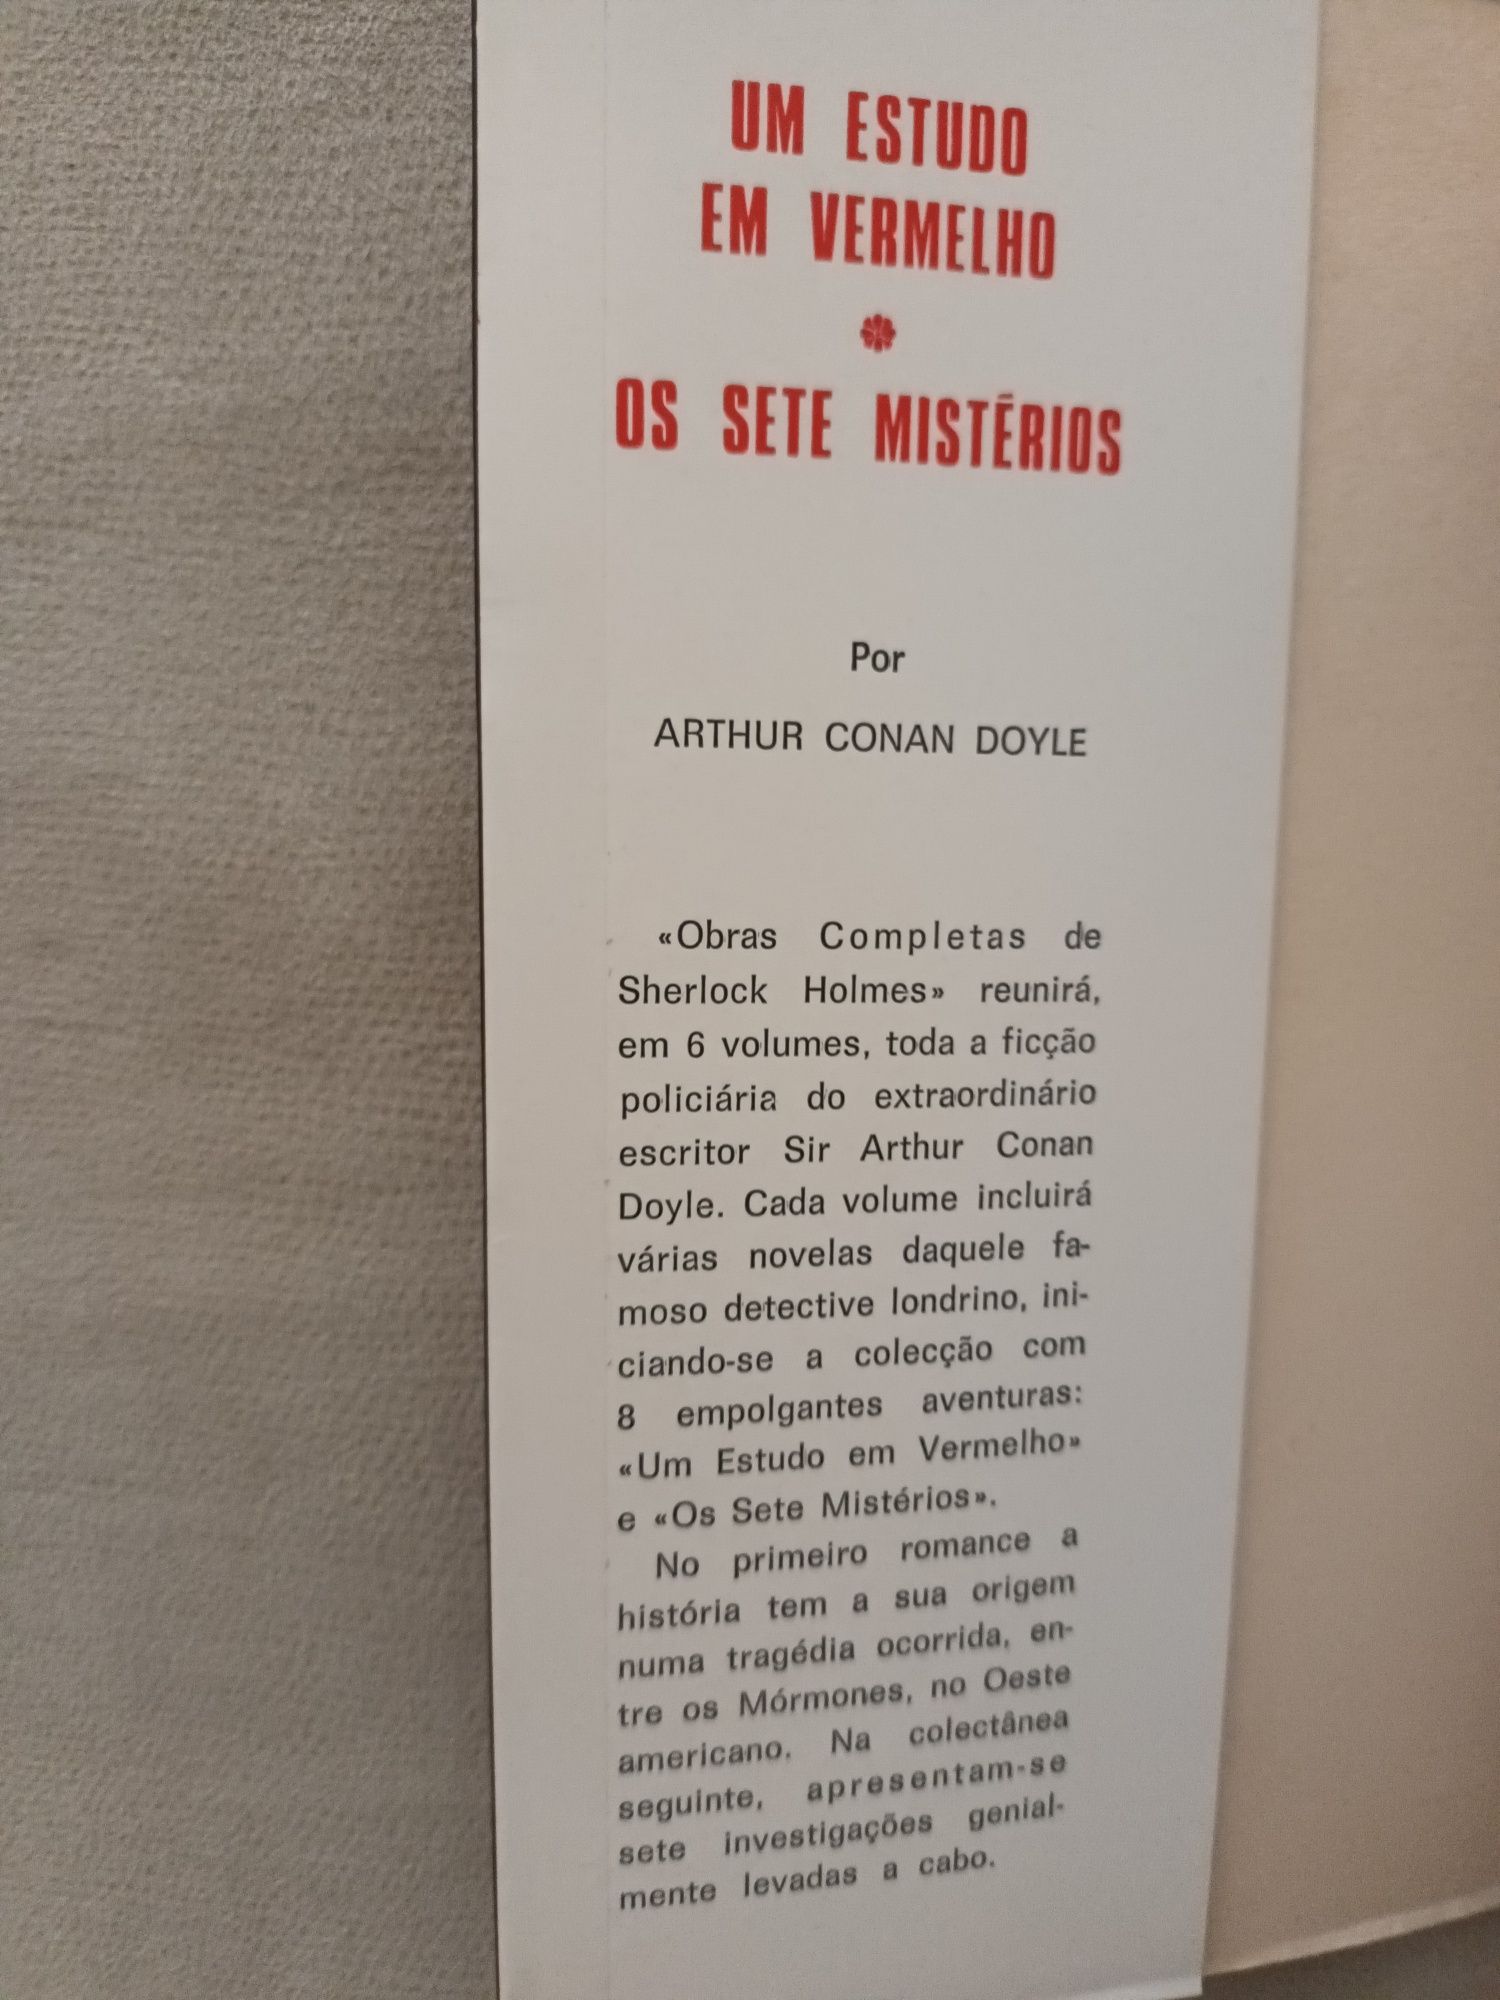 UM ESTUDO
EM VERMELHO
OS SETE MISTÉRIOS
Por
ARTHUR CONAN DOYLE
«Obras Completas de
Sherlock Holmes» reunirá,
em 6 volumes, toda a ficção
policiária do extraordinário
escritor Sir Arthur Conan
Doyle. Cada volume incluirá
várias novelas daquele fa-
moso detective londrino, ini-
ciando-se a colecção com
8 empolgantes aventuras:
«Um Estudo em Vermelho»
e «Os Sete Mistérios».
No primeiro romance a
história tem a sua origem
numa tragédia ocorrida, en-
tre os Mórmones, no Oeste
americano. Na colectânea
seguinte, apresentam-se
sete investigações genial-
mente levadas a cabo.